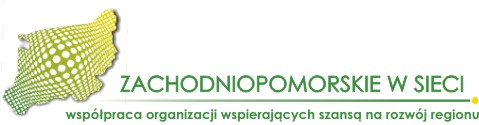 ZACHODNIOPOMORSKIE W SIECI
współpraca organizacji wspierających szansą na rozwój regionu